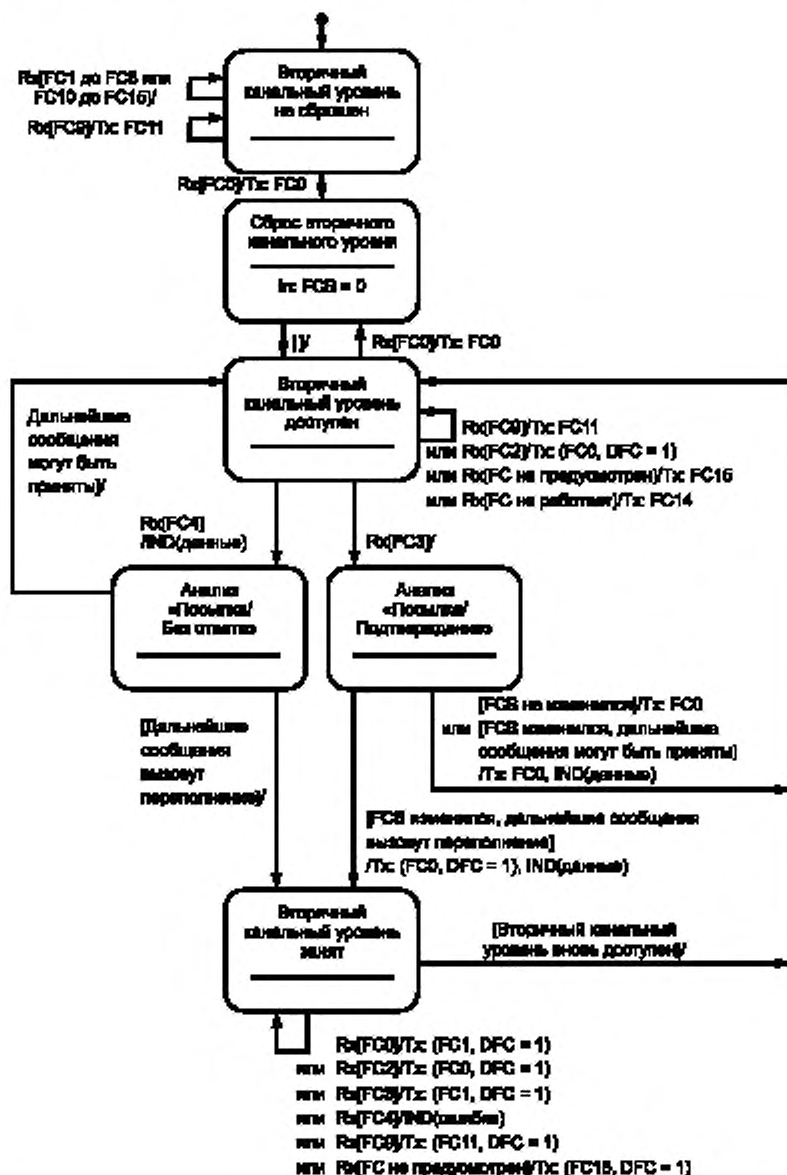 Вторичный
канальный уровень
не сброшен
Rx[FC1 до FC8 или
FC10 до FC15]/
Rx[FC9]/Tx: FC11
Rx[FC0]/Tx: FC0
Сброс вторичного
канального уровня
In: FCB = 0
[ ]/
Rx[FC0]/Tx: FC0
Вторичный
канальный уровень
доступен
Дальнейшие
сообщения
могут быть
приняты]/
Rx[FC9]/Tx: FC11
или Rx[FC2]/Tx: (FC0, DFC = 1)
или Rx[FC не предусмотрен]/Tx: FC15
или Rx[FC не работает]/Tx: FC14
Rx[FC4]
/IND(данные)
Rx[FC3]/
Анализ
«Посылка/
Без ответа»
Анализ
«Посылка/
Подтверждение»
[FCB не изменился]/Tx: FC0
или [FCB изменился, дальнейшие
сообщения могут быть приняты]
/Tx: FC0, IND(данные)
[Дальнейшие
сообщения
вызовут
переполнение]/
[FCB изменился, дальнейшие сообщения
вызовут переполнение]
/Tx: (FC0, DFC = 1), IND(данные)
Вторичный
канальный уровень
занят
[Вторичный канальный
уровень вновь доступен]/
Rx[FC0]/Tx: (FC1, DFC = 1)
или Rx[FC2]/Tx: (FC0, DFC = 1)
или Rx[FC3]/Tx: (FC1, DFC = 1)
или Rx[FC4]/IND(ошибка)
или Rx[FC9]/Tx: (FC11, DFC = 1)
или Rx[FC не предусмотрен]/Tx: (FC15, DFC = 1]